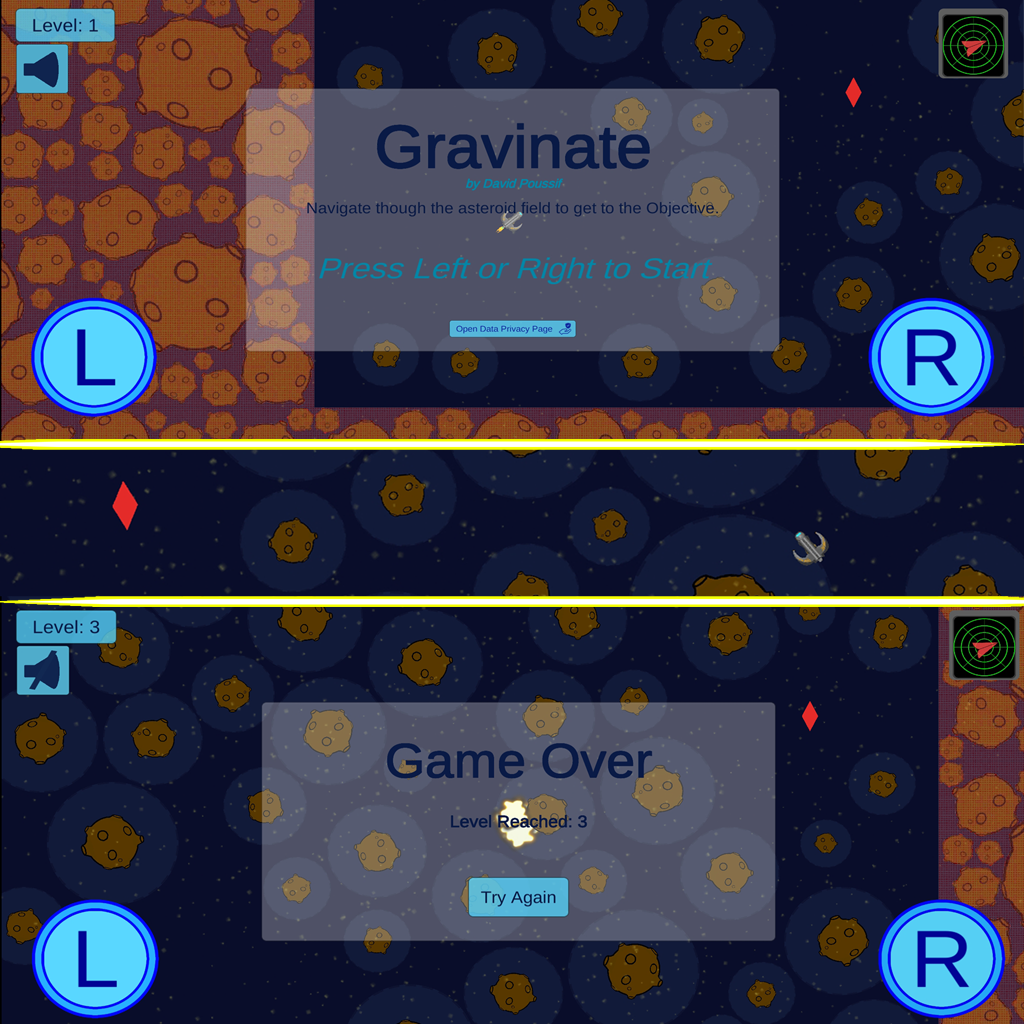 Level: 1
Gravinate
by David Poussif
Navigate though the asteroid field to get to the Objective.
Press Left or Right to Start
L
R
Open Data Privacy Page
Level: 3
Game Over
Level Reached: 3
Try Again
L
R